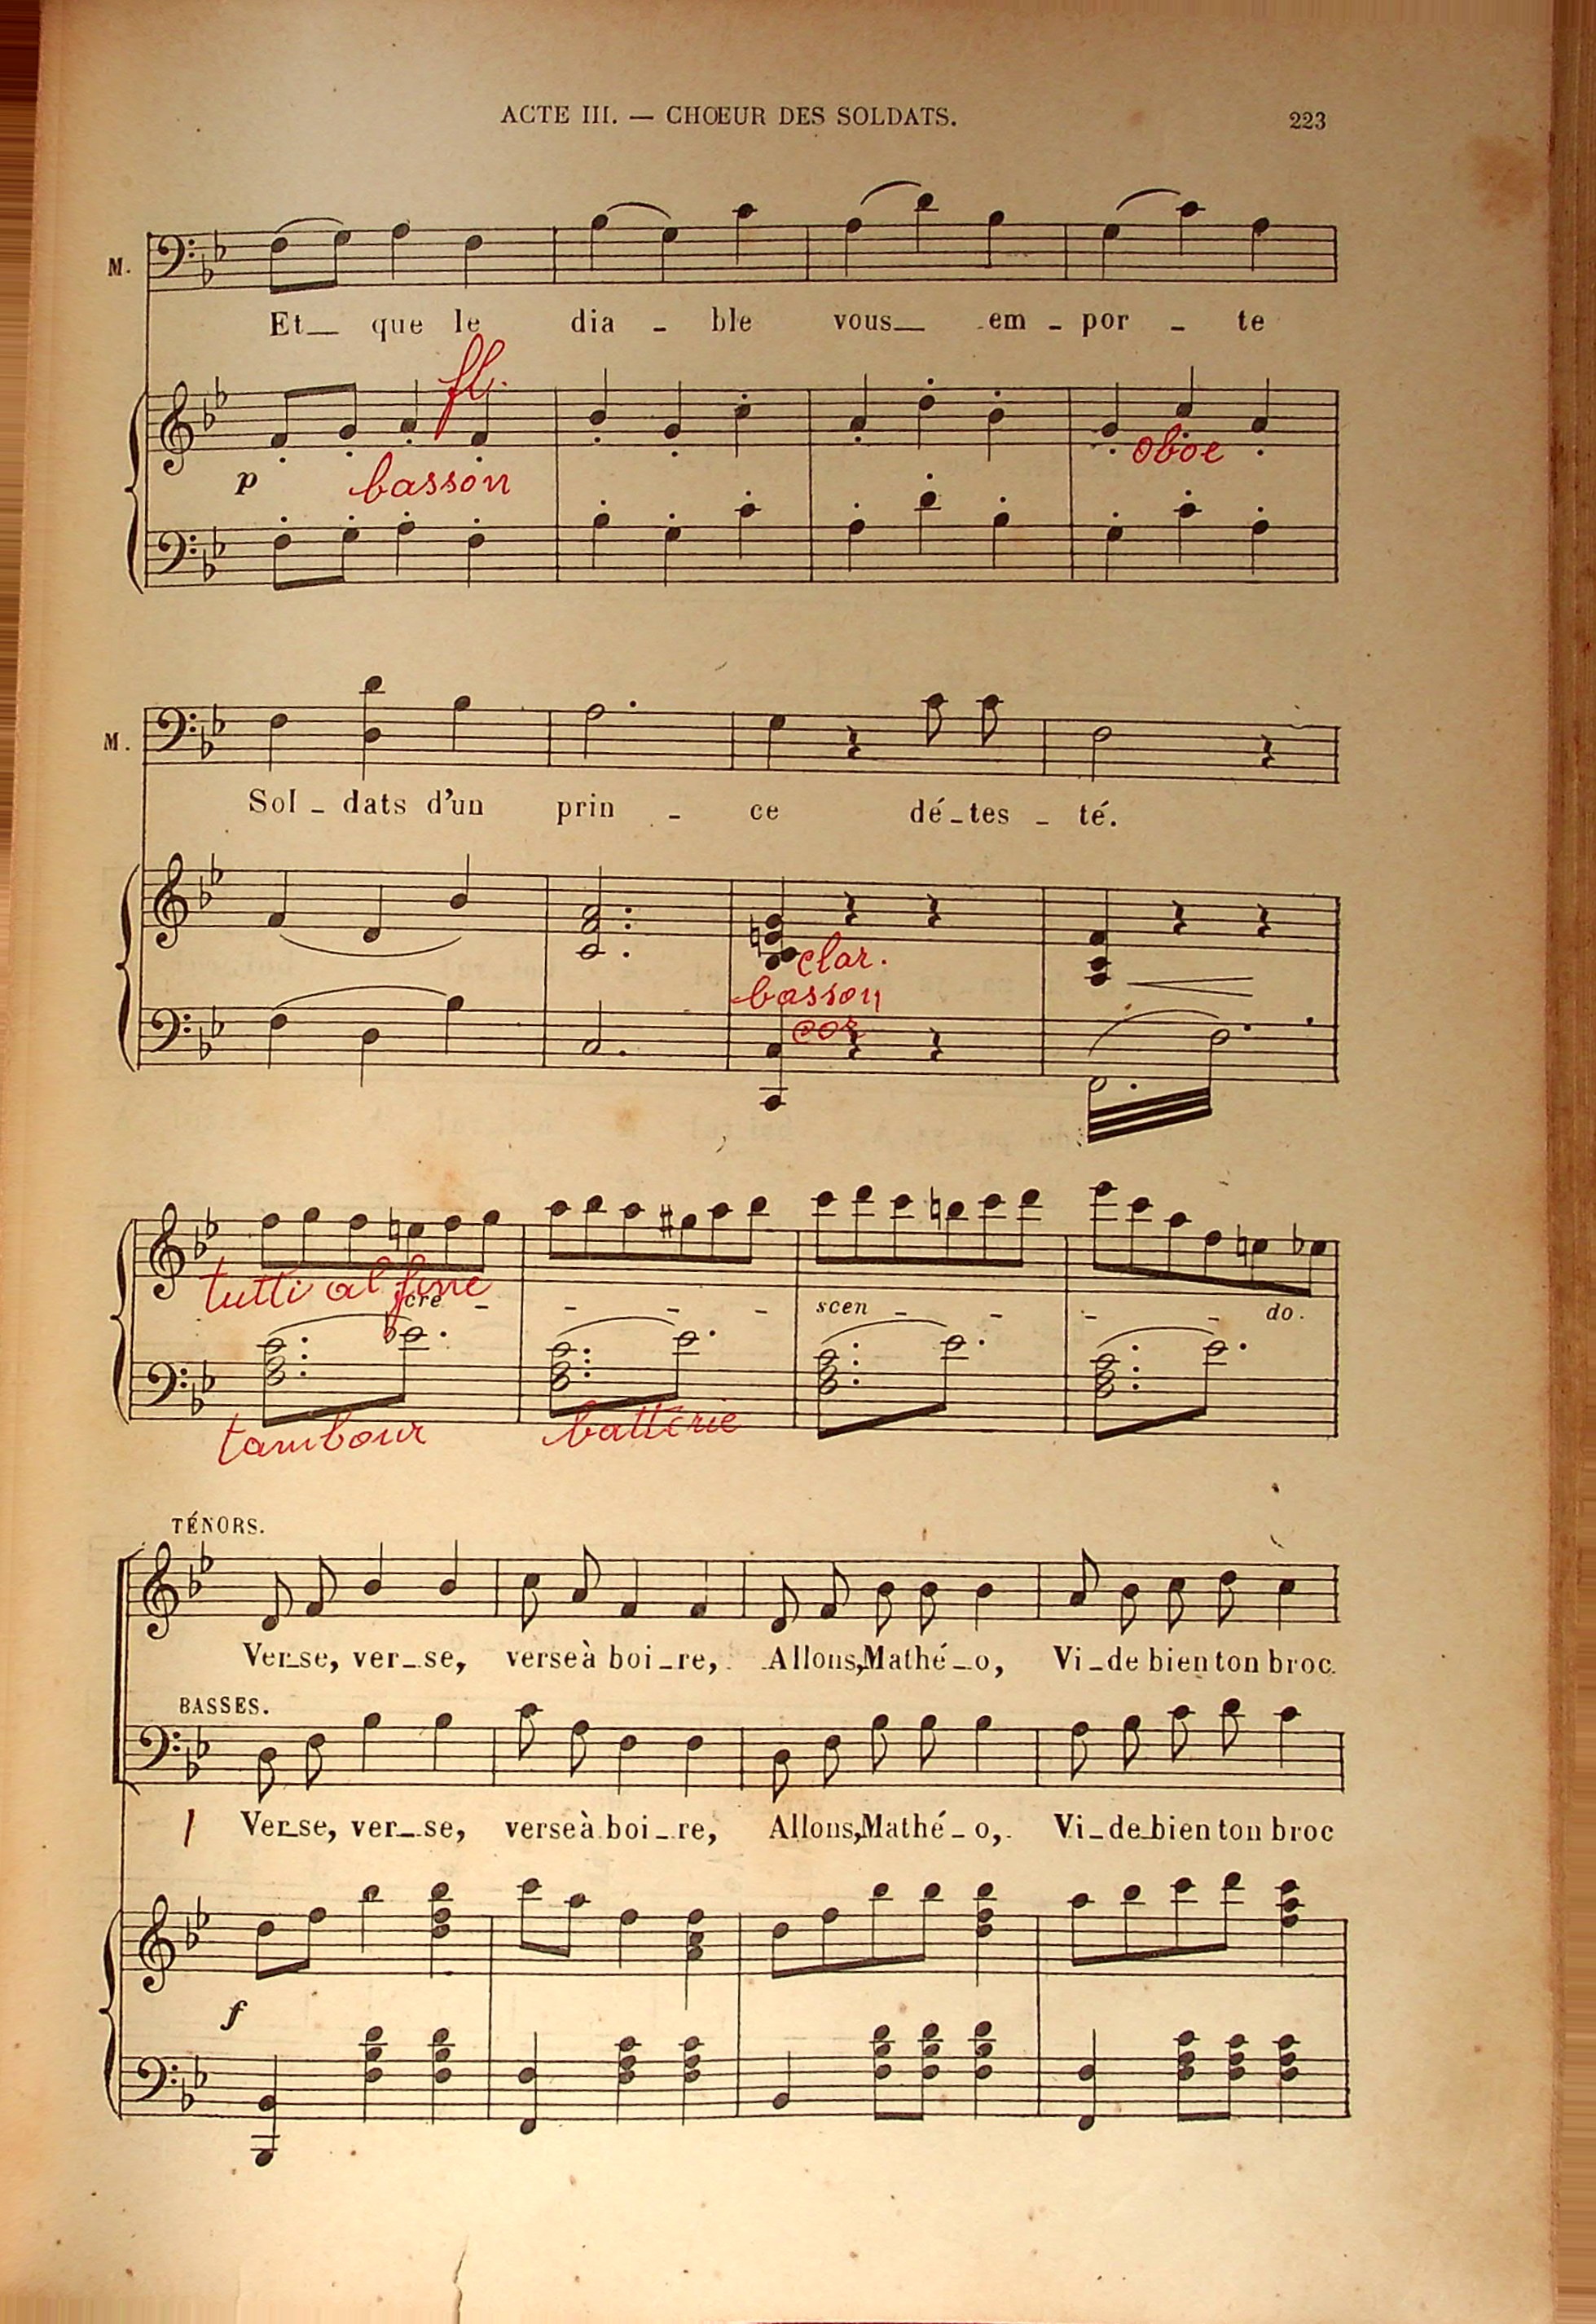 ACTE III. — CHŒUR DES SOLDATS. 223
M.
Et__ que le dia - ble vous__ em - por - te
fl.
p basson oboe
M.
Sol - dats d'un prin - ce dé - tes - té.
clar.
basson
cor
tutti al fine
cre - - - - scen - - - - do.
tambour batterie
TÉNORS.
Ver_se, ver_se, verse à boi_re, Allons, Mathé_o, Vi_de bien ton broc.
BASSES.
1 Ver_se, ver_se, verse à boi_re, Allons, Mathé_o, Vi_de bien ton broc
f